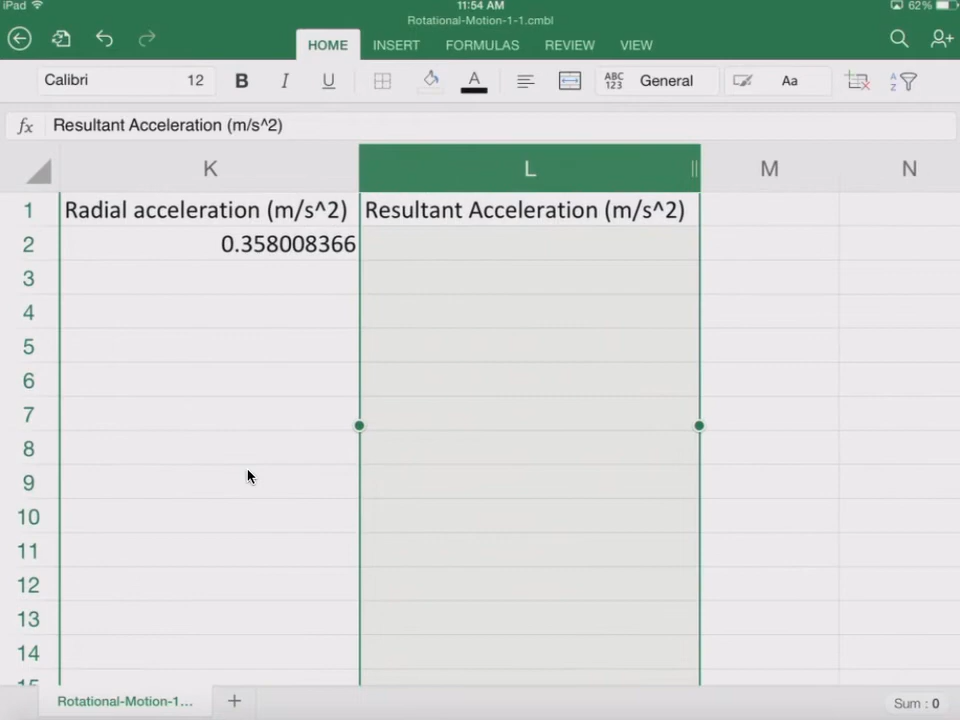 iPad 11:54 AM 62%
Rotational-Motion-1-1.cmbl
HOME INSERT FORMULAS REVIEW VIEW
Calibri 12 B I U A ABC 123 General Aa A Z
fx Resultant Acceleration (m/s^2)
K L M N
1 Radial acceleration (m/s^2) Resultant Acceleration (m/s^2)
2 0.358008366
3
4
5
6
7
8
9
10
11
12
13
14
15
Rotational-Motion-1... + Sum : 0